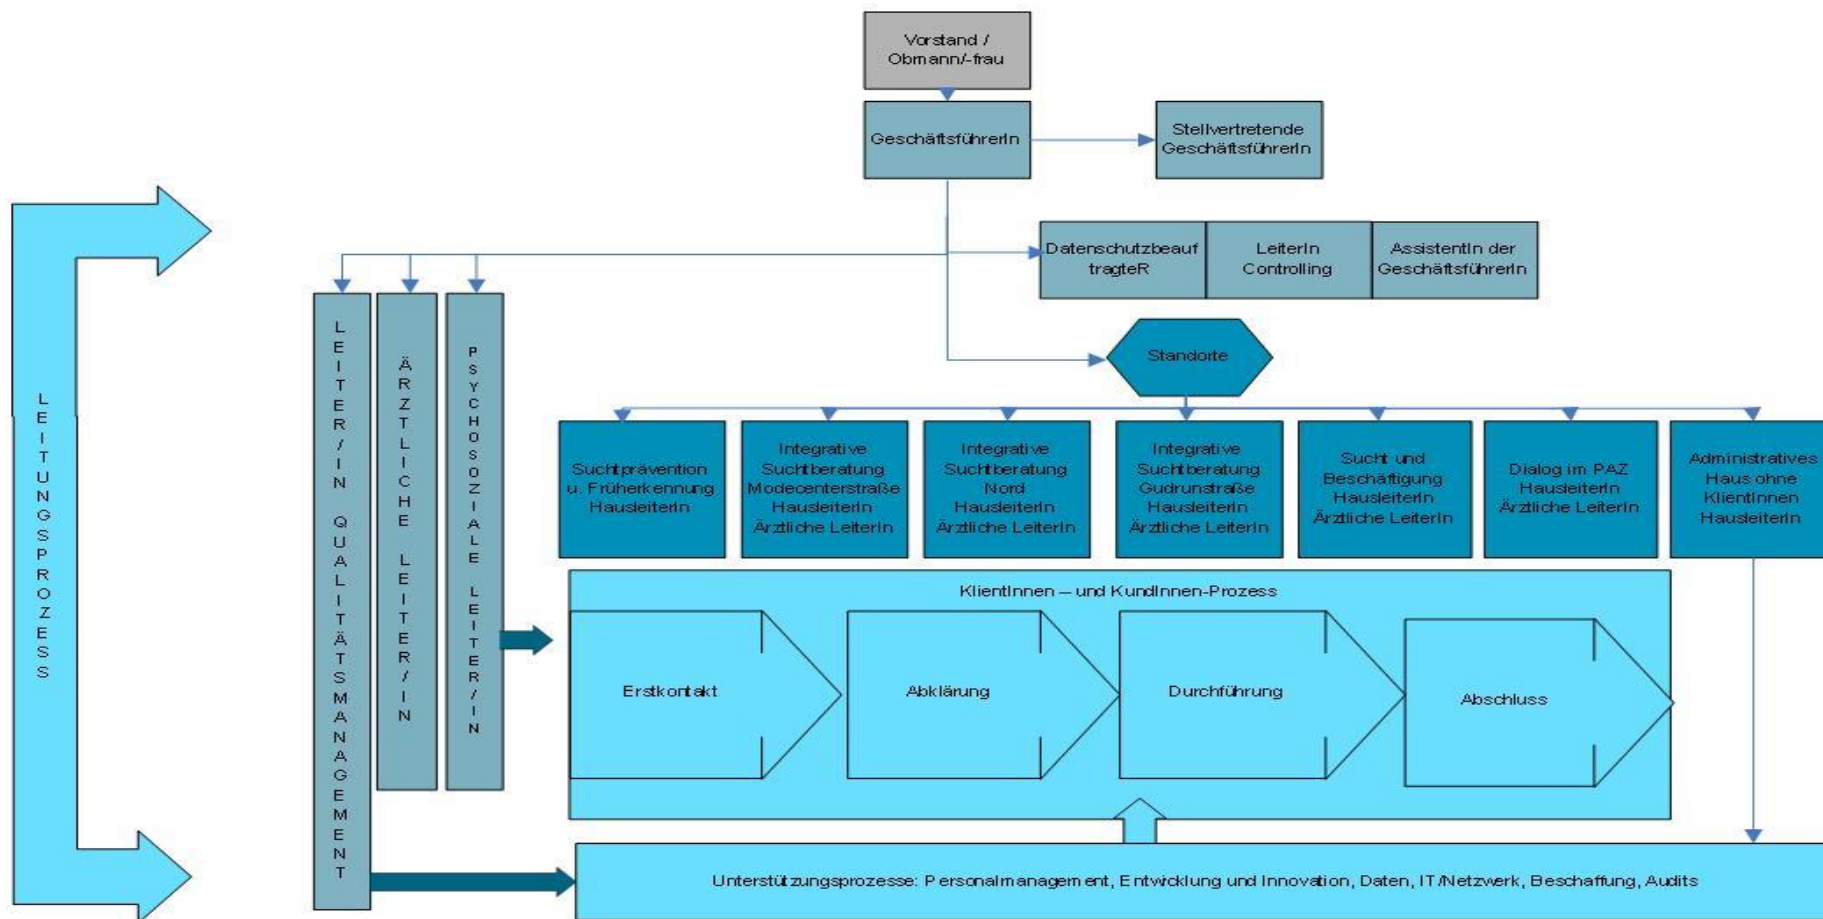 Vorstand /
Obmann/-frau
GeschäftsführerIn
Stellvertretende
GeschäftsführerIn
Datenschutzbeauf
tragteR
LeiterIn
Controlling
AssistentIn der
GeschäftsführerIn
LEITUNGSPROZESS
LEITER/IN QUALITÄTSMANAGEMENT
ÄRZTLICHE LEITER/IN
PSYCHOSOZIALE LEITER/IN
Standorte
Suchtprävention
u. Früherkennung
HausleiterIn
Integrative
Suchtberatung
Modecenterstraße
HausleiterIn
Ärztliche LeiterIn
Integrative
Suchtberatung
Nord
HausleiterIn
Ärztliche LeiterIn
Integrative
Suchtberatung
Gudrunstraße
HausleiterIn
Ärztliche LeiterIn
Sucht und
Beschäftigung
HausleiterIn
Ärztliche LeiterIn
Dialog im PAZ
HausleiterIn
Ärztliche LeiterIn
Administratives
Haus ohne
KlientInnen
HausleiterIn
KlientInnen – und KundInnen-Prozess
Erstkontakt
Abklärung
Durchführung
Abschluss
Unterstützungsprozesse: Personalmanagement, Entwicklung und Innovation, Daten, IT/Netzwerk, Beschaffung, Audits